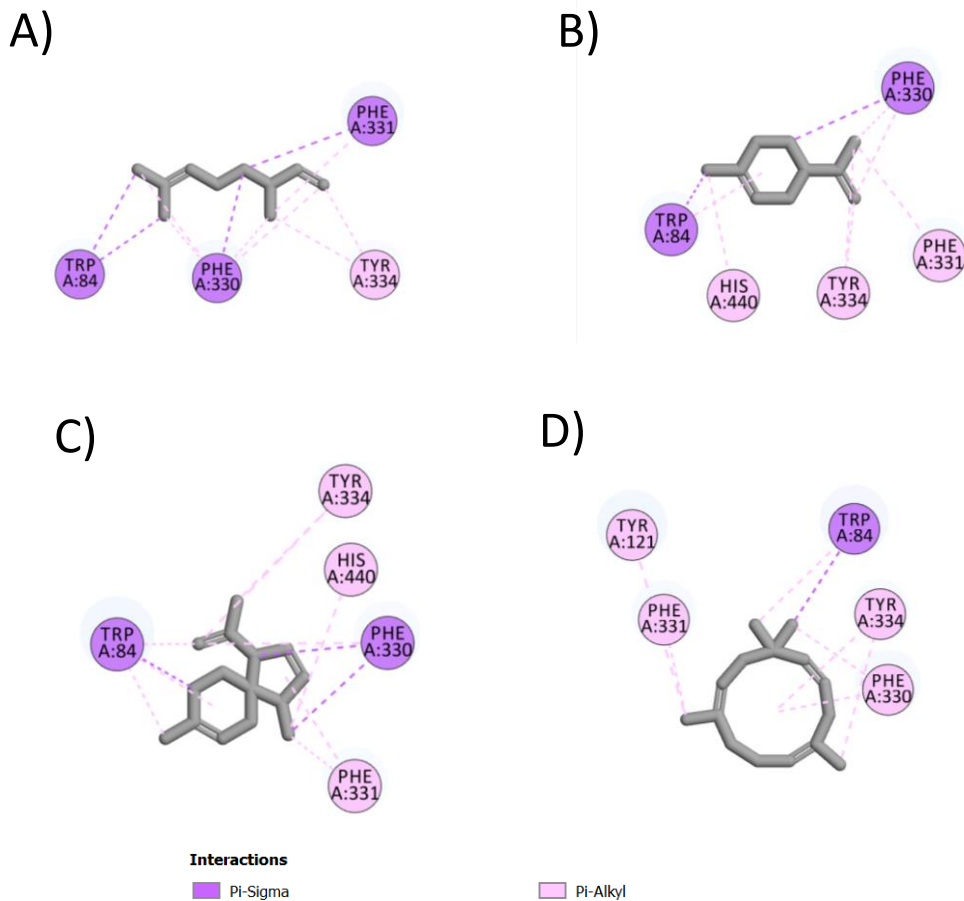 A)
PHE
A:331
TRP
A:84
PHE
A:330
TYR
A:334
B)
PHE
A:330
TRP
A:84
HIS
A:440
TYR
A:334
PHE
A:331
C)
TYR
A:334
HIS
A:440
TRP
A:84
PHE
A:330
PHE
A:331
D)
TYR
A:121
TRP
A:84
PHE
A:331
TYR
A:334
PHE
A:330
Interactions
Pi-Sigma
Pi-Alkyl